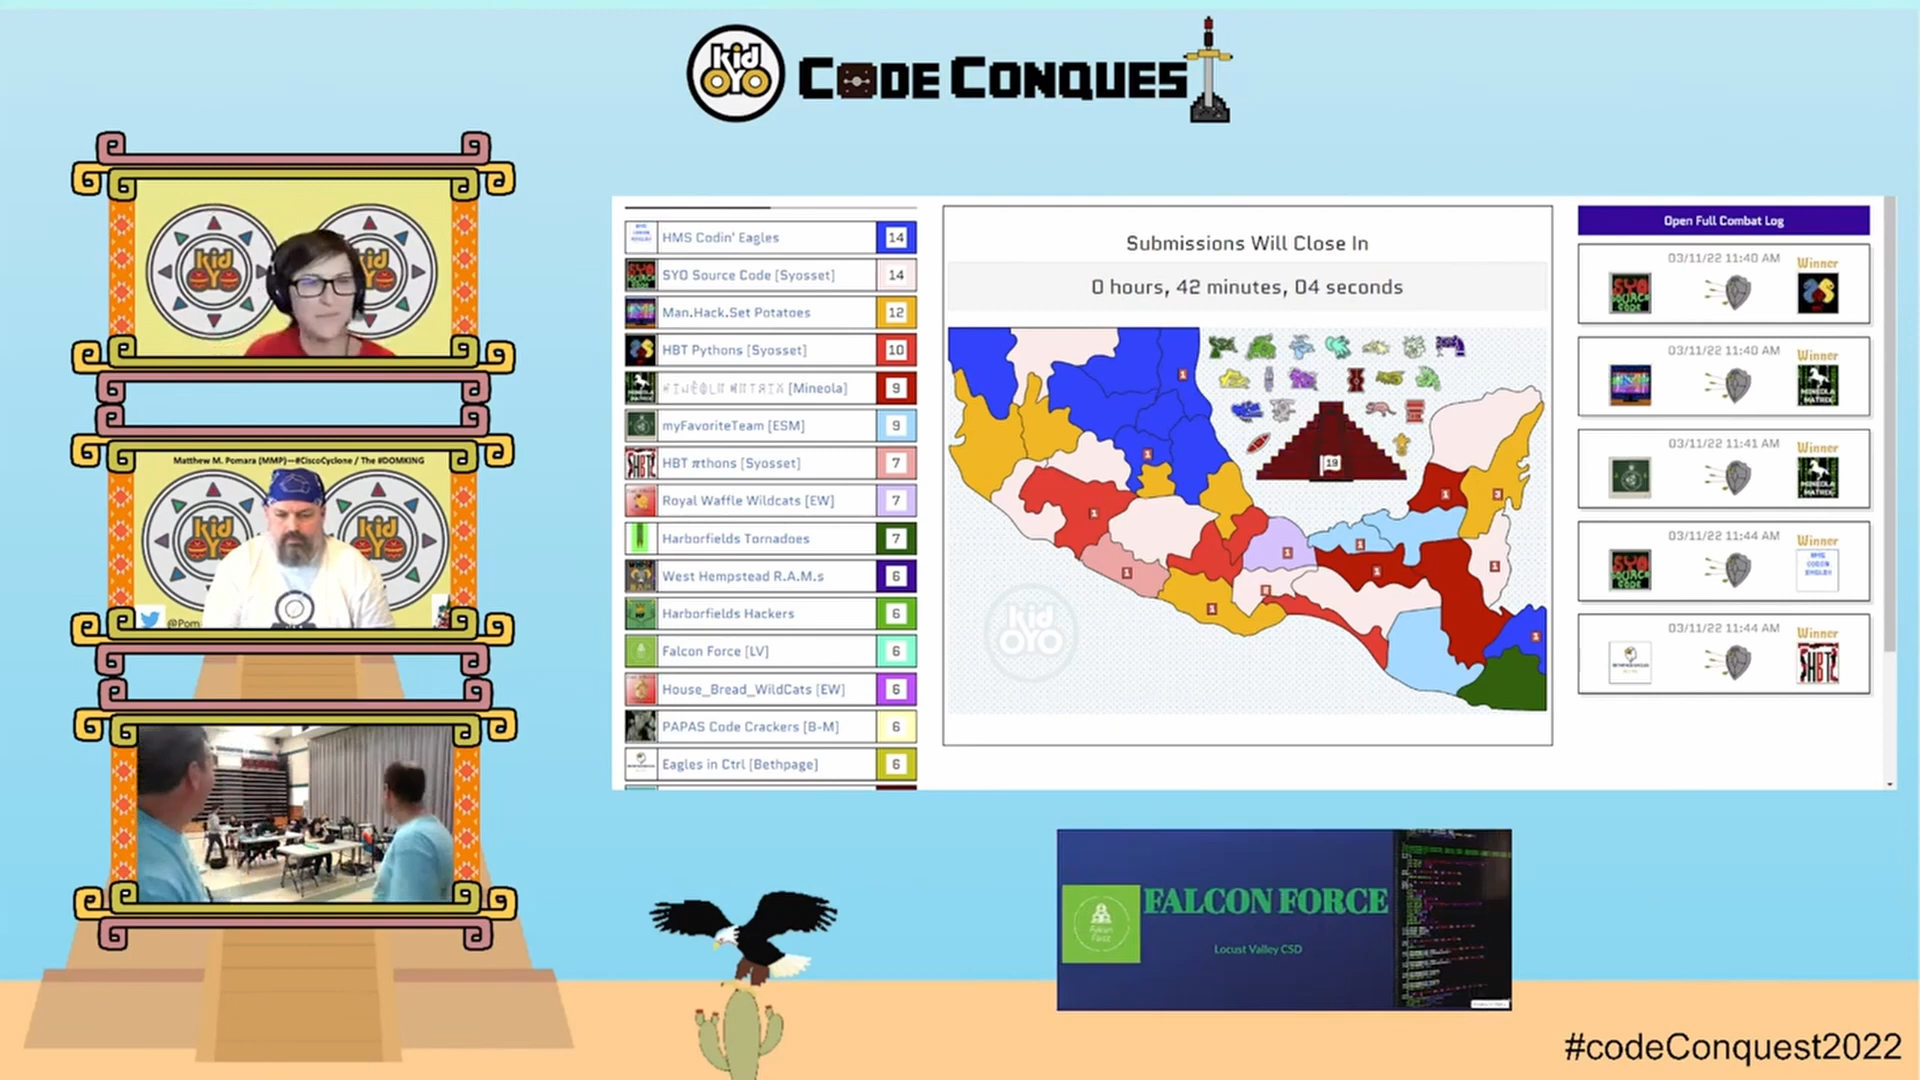 kid
OYO
CODE CONQUEST
Matthew M. Pomara (MMP)—#CiscoCyclone / The #DOMKING
@Pom
HMS Codin' Eagles 14
SYO Source Code [Syosset] 14
Man.Hack.Set Potatoes 12
HBT Pythons [Syosset] 10
[Mineola] 9
myFavoriteTeam [ESM] 9
HBT πthons [Syosset] 7
Royal Waffle Wildcats [EW] 7
Harborfields Tornadoes 7
West Hempstead R.A.M.s 6
Harborfields Hackers 6
Falcon Force [LV] 6
House_Bread_WildCats [EW] 6
PAPAS Code Crackers [B-M] 6
Eagles in Ctrl [Bethpage] 6
Submissions Will Close In
0 hours, 42 minutes, 04 seconds
19
kid
OYO
Open Full Combat Log
03/11/22 11:40 AM Winner
03/11/22 11:40 AM Winner
03/11/22 11:41 AM Winner
03/11/22 11:44 AM Winner
03/11/22 11:44 AM Winner
FALCON FORCE
Locust Valley CSD
#codeConquest2022